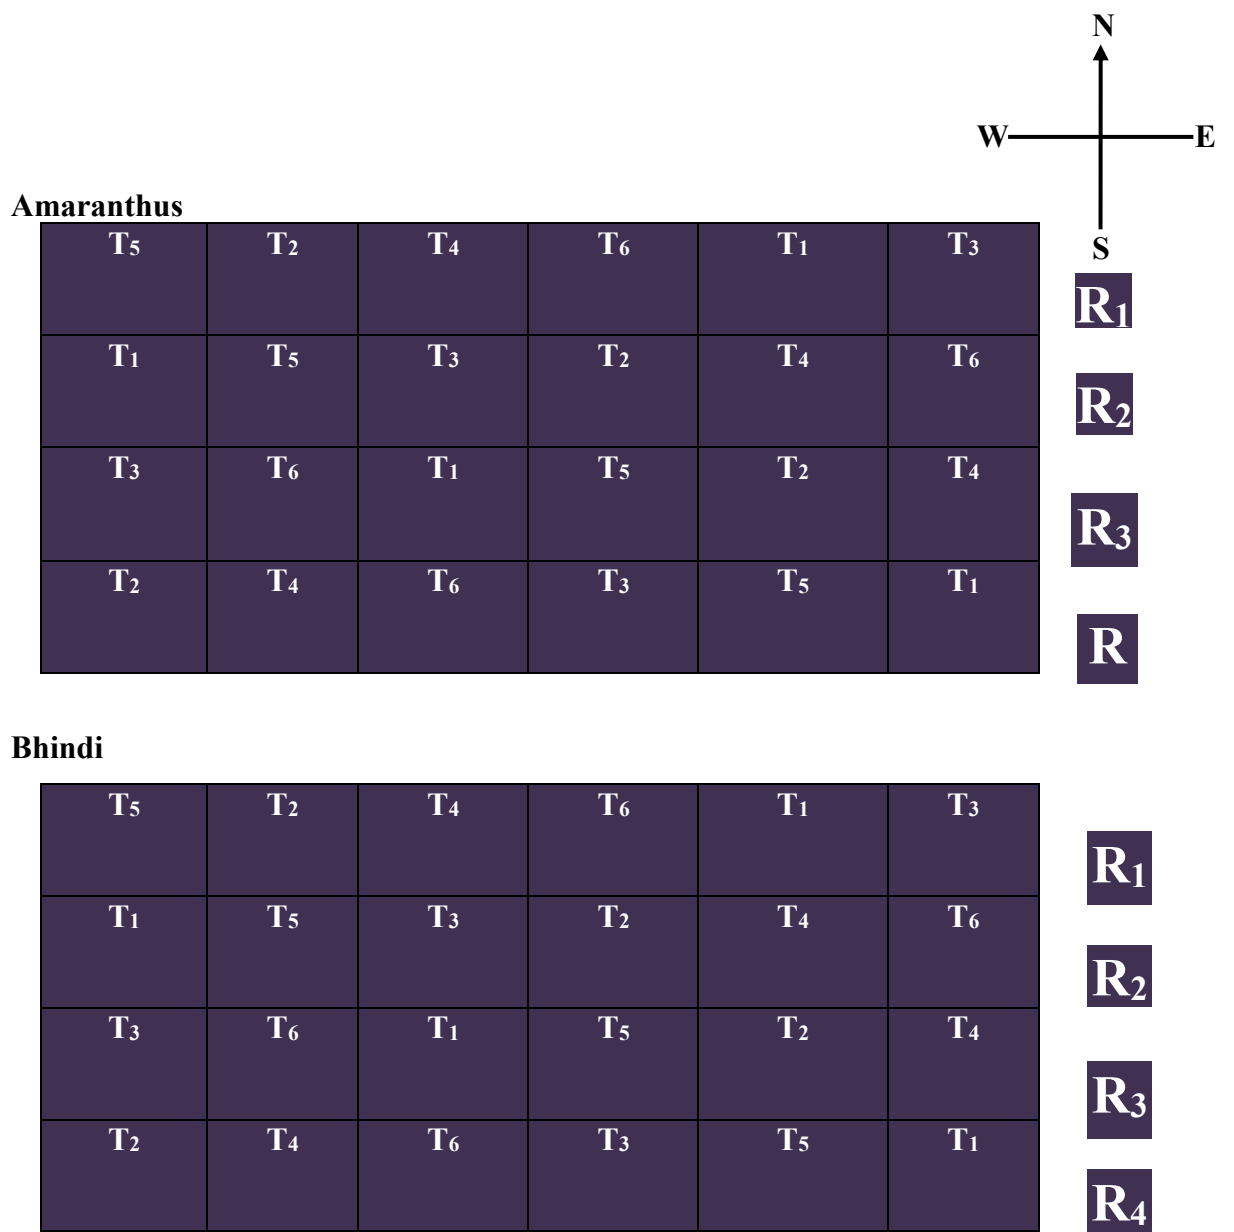 N
W E
S
Amaranthus
T5 T2 T4 T6 T1 T3
R1
T1 T5 T3 T2 T4 T6
R2
T3 T6 T1 T5 T2 T4
R3
T2 T4 T6 T3 T5 T1
R
Bhindi
T5 T2 T4 T6 T1 T3
R1
T1 T5 T3 T2 T4 T6
R2
T3 T6 T1 T5 T2 T4
R3
T2 T4 T6 T3 T5 T1
R4